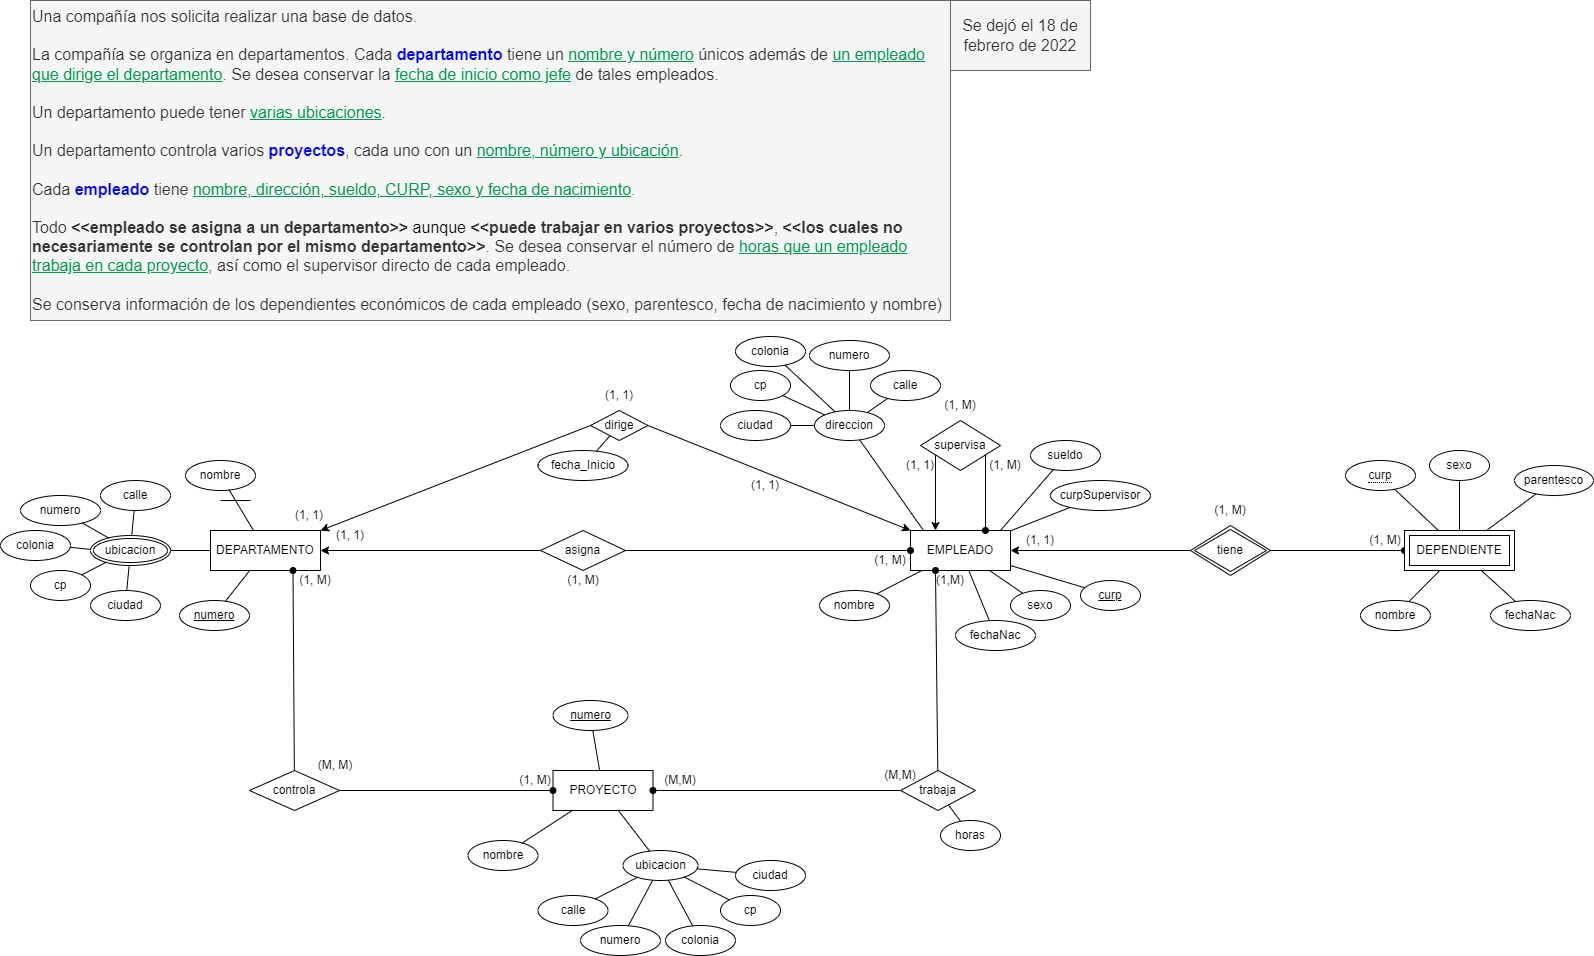 Una compañía nos solicita realizar una base de datos.
La compañía se organiza en departamentos. Cada departamento tiene un nombre y número únicos además de un empleado
que dirige el departamento. Se desea conservar la fecha de inicio como jefe de tales empleados.
Un departamento puede tener varias ubicaciones.
Un departamento controla varios proyectos, cada uno con un nombre, número y ubicación.
Cada empleado tiene nombre, dirección, sueldo, CURP, sexo y fecha de nacimiento.
Todo <<empleado se asigna a un departamento>> aunque <<puede trabajar en varios proyectos>>, <<los cuales no
necesariamente se controlan por el mismo departamento>>. Se desea conservar el número de horas que un empleado
trabaja en cada proyecto, así como el supervisor directo de cada empleado.
Se conserva información de los dependientes económicos de cada empleado (sexo, parentesco, fecha de nacimiento y nombre)
Se dejó el 18 de
febrero de 2022
colonia
numero
cp
calle
ciudad
direccion
(1, 1)
dirige
fecha_Inicio
(1, M)
supervisa
(1, 1)
(1, M)
sueldo
curpSupervisor
(1, 1)
nombre
calle
numero
colonia
ubicacion
cp
ciudad
(1, 1)
(1, 1)
DEPARTAMENTO
(1, M)
numero
asigna
(1, M)
(1, M)
EMPLEADO
(1, 1)
(1,M)
nombre
fechaNac
sexo
curp
(1, M)
tiene
(1, M)
curp
sexo
parentesco
DEPENDIENTE
nombre
fechaNac
numero
(M, M)
controla
(1, M)
PROYECTO
(M,M)
(M,M)
trabaja
horas
nombre
ubicacion
ciudad
calle
cp
numero
colonia